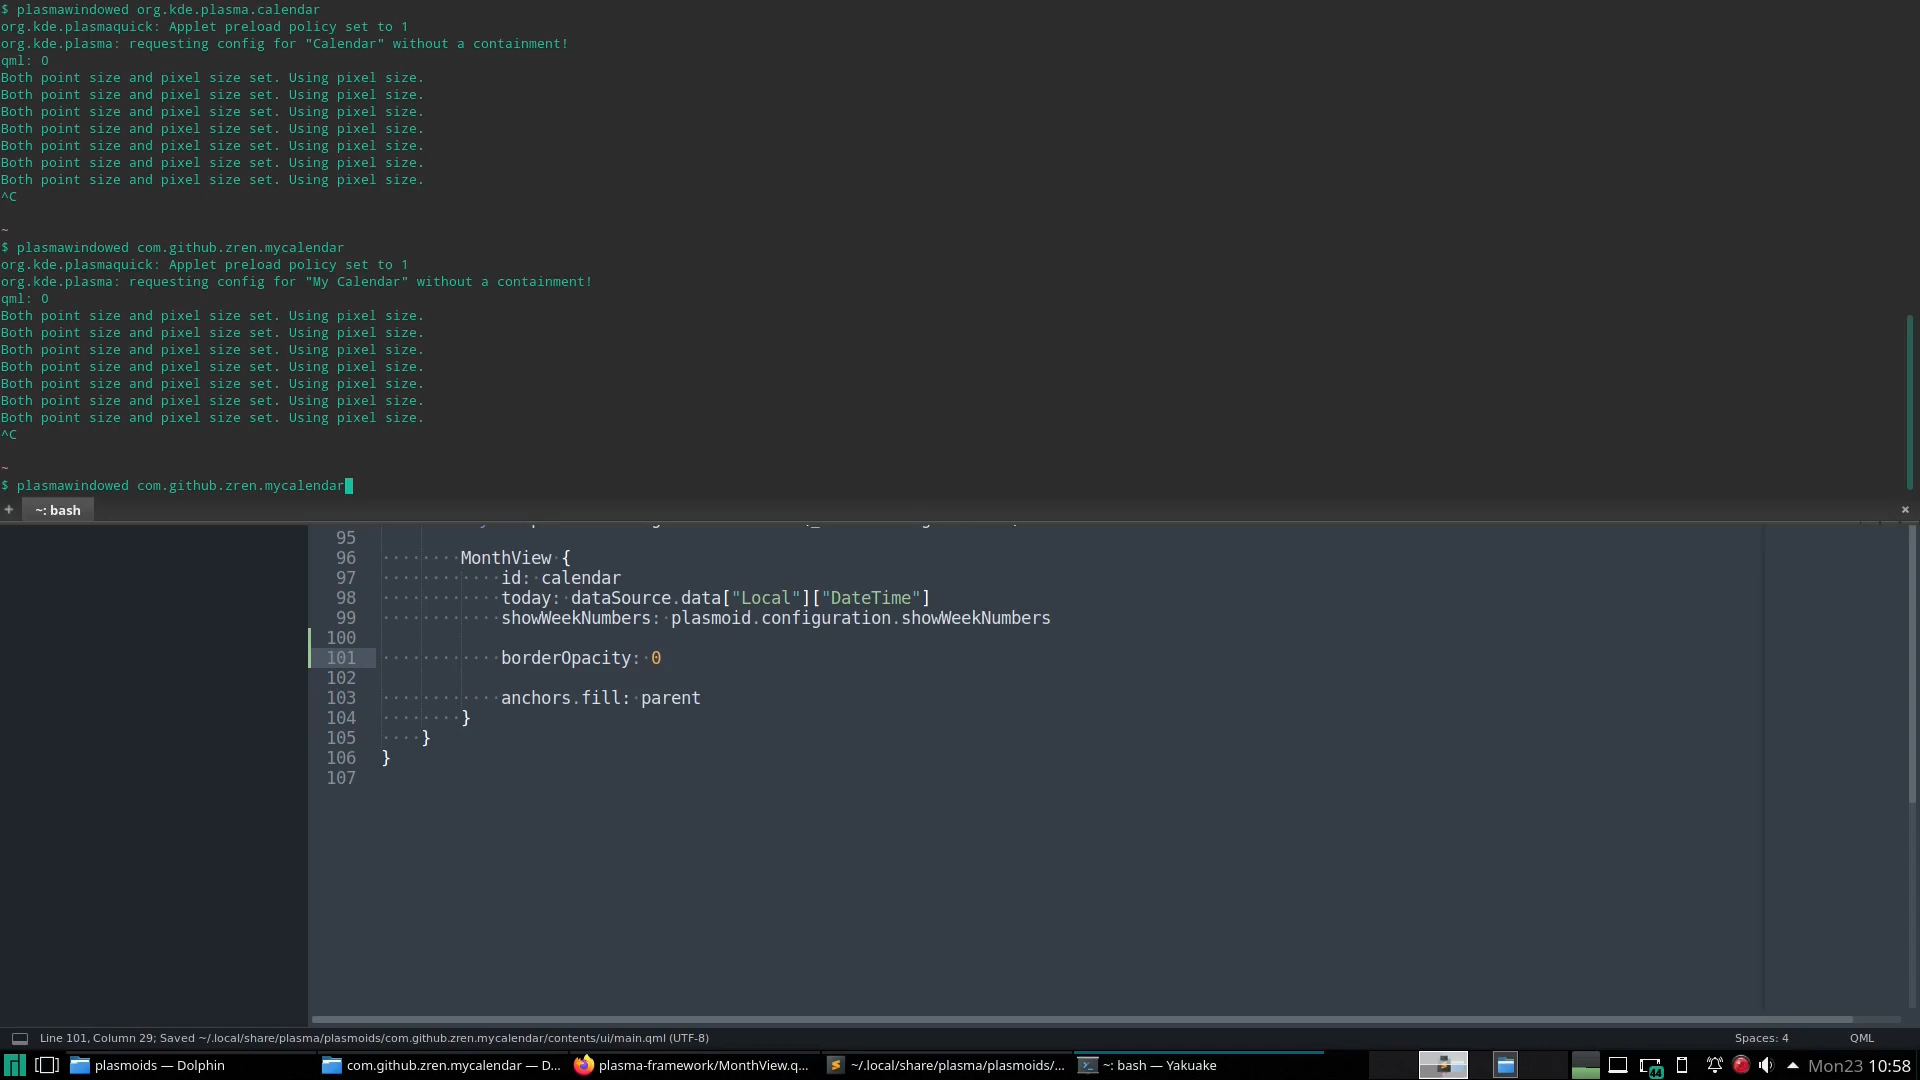 $ plasmawindowed org.kde.plasma.calendar
org.kde.plasmaquick: Applet preload policy set to 1
org.kde.plasma: requesting config for "Calendar" without a containment!
qml: 0
Both point size and pixel size set. Using pixel size.
Both point size and pixel size set. Using pixel size.
Both point size and pixel size set. Using pixel size.
Both point size and pixel size set. Using pixel size.
Both point size and pixel size set. Using pixel size.
Both point size and pixel size set. Using pixel size.
Both point size and pixel size set. Using pixel size.
^C
~
$ plasmawindowed com.github.zren.mycalendar
org.kde.plasmaquick: Applet preload policy set to 1
org.kde.plasma: requesting config for "My Calendar" without a containment!
qml: 0
Both point size and pixel size set. Using pixel size.
Both point size and pixel size set. Using pixel size.
Both point size and pixel size set. Using pixel size.
Both point size and pixel size set. Using pixel size.
Both point size and pixel size set. Using pixel size.
Both point size and pixel size set. Using pixel size.
Both point size and pixel size set. Using pixel size.
^C
~
$ plasmawindowed com.github.zren.mycalendar
+ ~: bash ×
95
96 MonthView {
97 id: calendar
98 today: dataSource.data["Local"]["DateTime"]
99 showWeekNumbers: plasmoid.configuration.showWeekNumbers
100
101 borderOpacity: 0
102
103 anchors.fill: parent
104 }
105 }
106 }
107
Line 101, Column 29; Saved ~/.local/share/plasma/plasmoids/com.github.zren.mycalendar/contents/ui/main.qml (UTF-8) Spaces: 4 QML
plasmoids — Dolphin com.github.zren.mycalendar — D... plasma-framework/MonthView.q... ~/.local/share/plasma/plasmoids/... ~: bash — Yakuake 44 Mon23 10:58